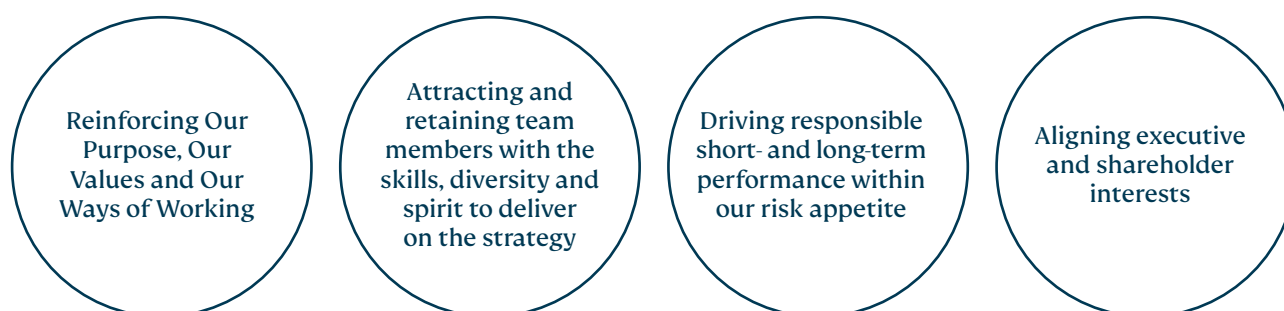 Reinforcing Our
Purpose, Our
Values and Our
Ways of Working
Attracting and
retaining team
members with the
skills, diversity and
spirit to deliver
on the strategy
Driving responsible
short- and long-term
performance within
our risk appetite
Aligning executive
and shareholder
interests